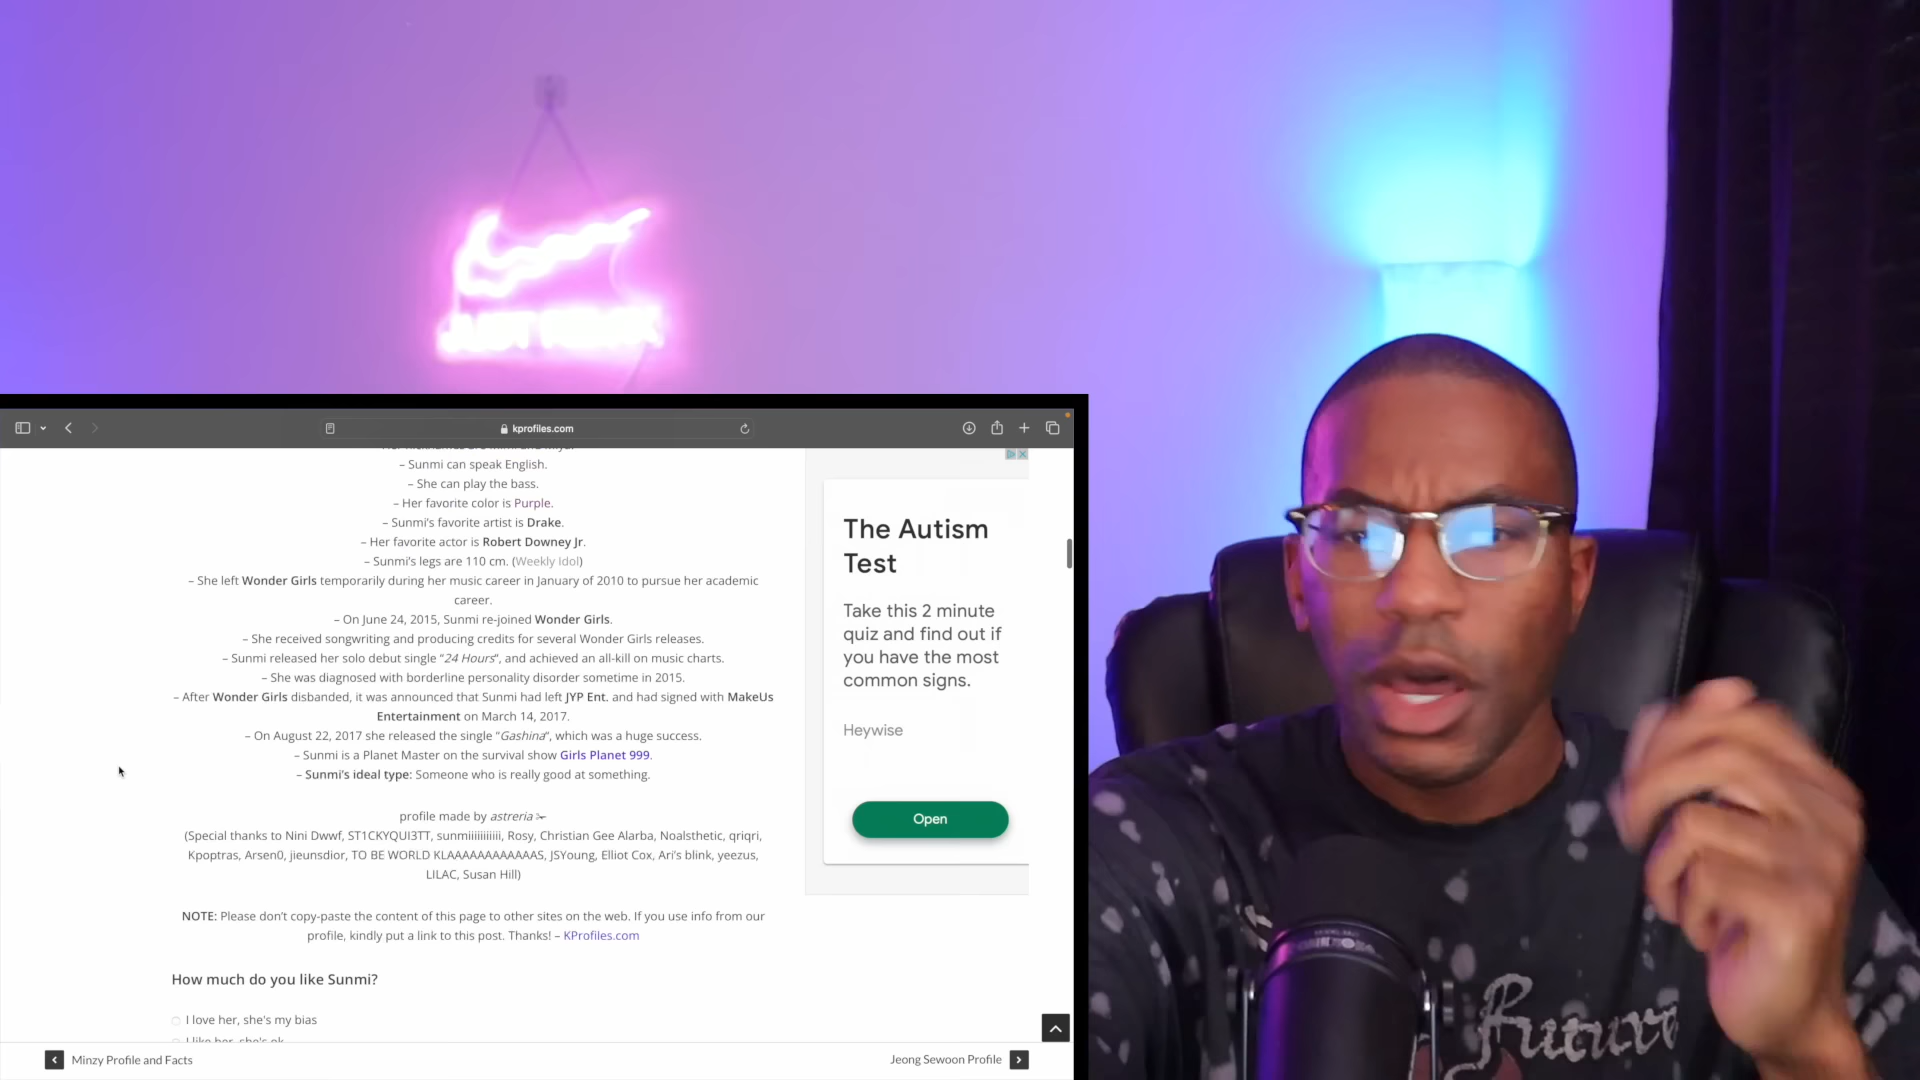 JUST
kprofiles.com
– Sunmi can speak English.
– She can play the bass.
– Her favorite color is Purple.
– Sunmi's favorite artist is Drake.
– Her favorite actor is Robert Downey Jr.
– Sunmi's legs are 110 cm. (Weekly Idol)
– She left Wonder Girls temporarily during her music career in January of 2010 to pursue her academic
career.
– On June 24, 2015, Sunmi re-joined Wonder Girls.
– She received songwriting and producing credits for several Wonder Girls releases.
– Sunmi released her solo debut single "24 Hours", and achieved an all-kill on music charts.
– She was diagnosed with borderline personality disorder sometime in 2015.
– After Wonder Girls disbanded, it was announced that Sunmi had left JYP Ent. and had signed with MakeUs
Entertainment on March 14, 2017.
– On August 22, 2017 she released the single "Gashina", which was a huge success.
– Sunmi is a Planet Master on the survival show Girls Planet 999.
– Sunmi's ideal type: Someone who is really good at something.
profile made by astreria ✁
(Special thanks to Nini Dwwf, ST1CKYQUI3TT, sunmiiiiiiiiiii, Rosy, Christian Gee Alarba, Noalsthetic, qriqri,
Kpoptras, Arsen0, jieunsdior, TO BE WORLD KLAAAAAAAAAAAS, JSYoung, Elliot Cox, Ari's blink, yeezus,
LILAC, Susan Hill)
NOTE: Please don't copy-paste the content of this page to other sites on the web. If you use info from our
profile, kindly put a link to this post. Thanks! – KProfiles.com
How much do you like Sunmi?
I love her, she's my bias
I like her, she's ok
Minzy Profile and Facts
Jeong Sewoon Profile
The Autism
Test
Take this 2 minute
quiz and find out if
you have the most
common signs.
Heywise
Open
Future